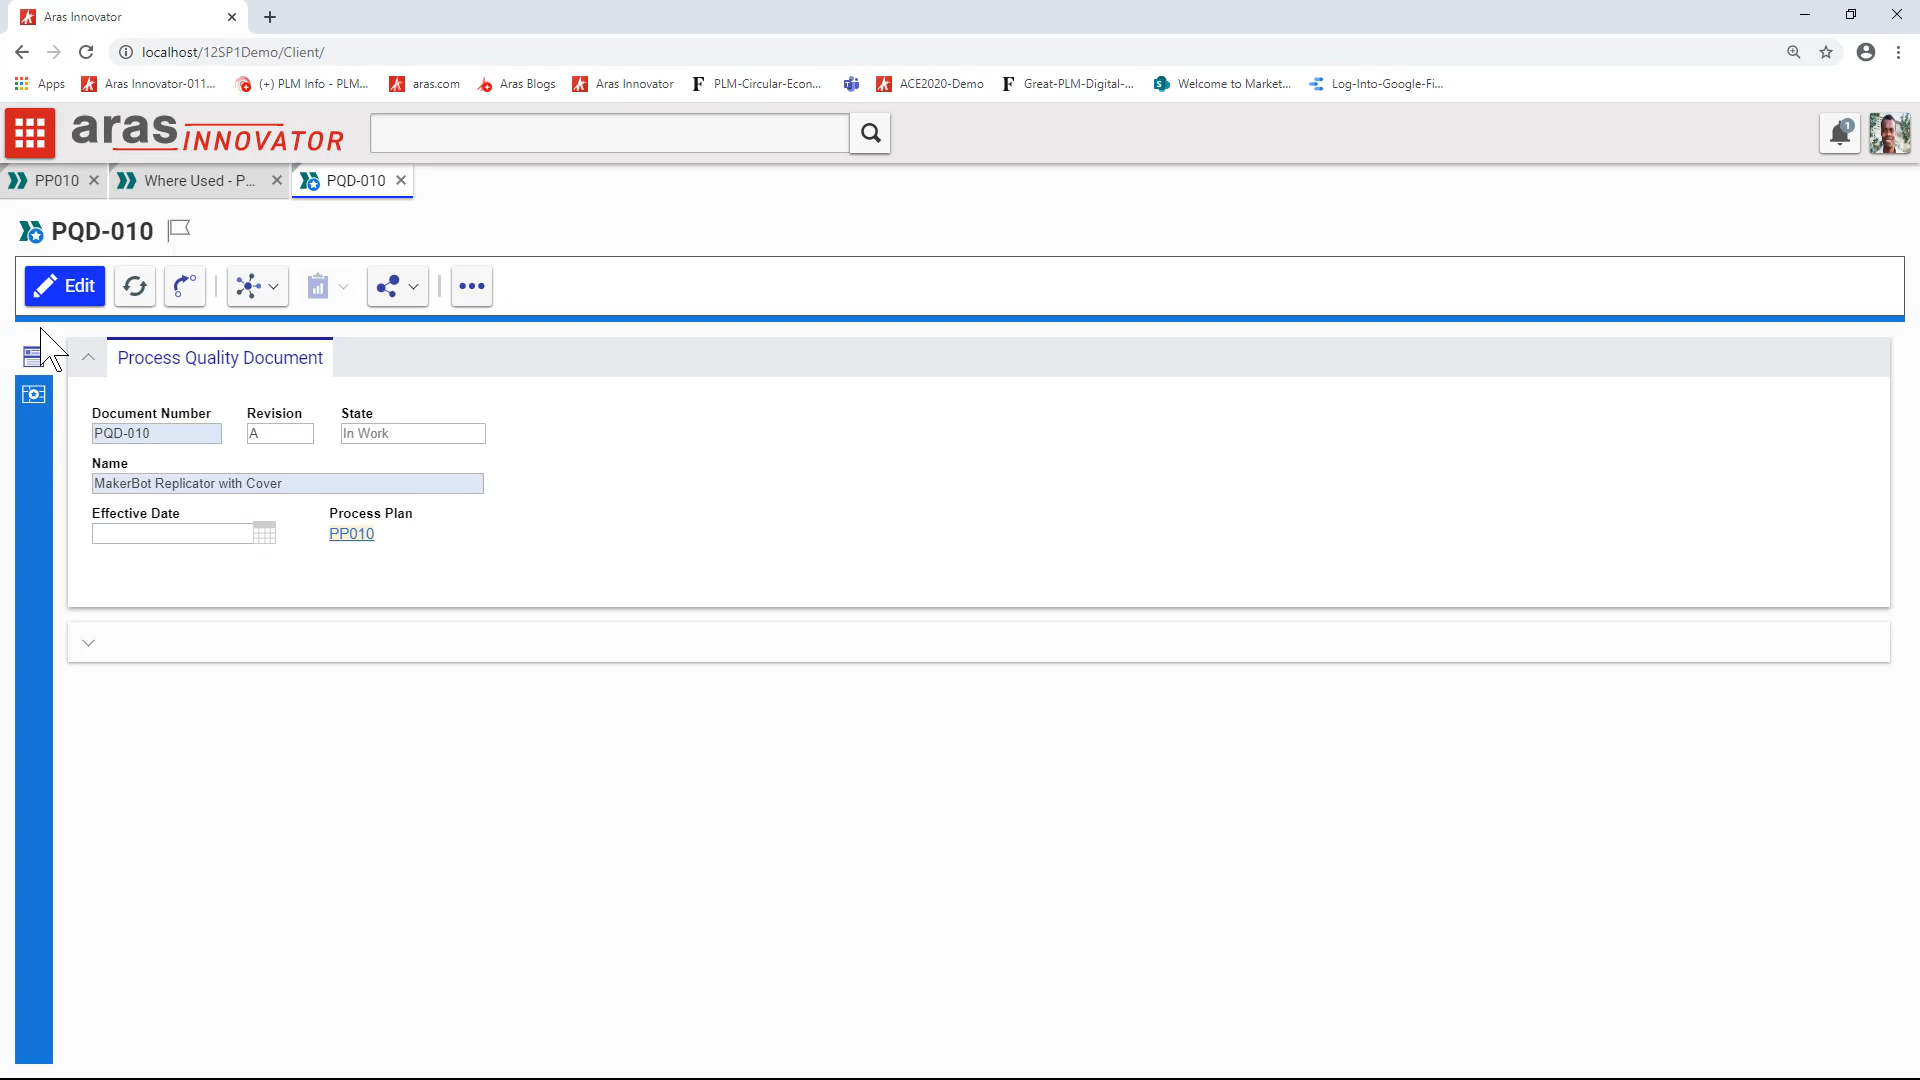 Aras Innovator
localhost/12SP1Demo/Client/
Apps Aras Innovator-011... (+) PLM Info - PLM... aras.com Aras Blogs Aras Innovator PLM-Circular-Econ... ACE2020-Demo Great-PLM-Digital-... Welcome to Market... Log-Into-Google-Fi...
aras INNOVATOR
1
PP010 Where Used - P... PQD-010
PQD-010
Edit
Process Quality Document
Document Number Revision State
PQD-010 A In Work
Name
MakerBot Replicator with Cover
Effective Date Process Plan
PP010